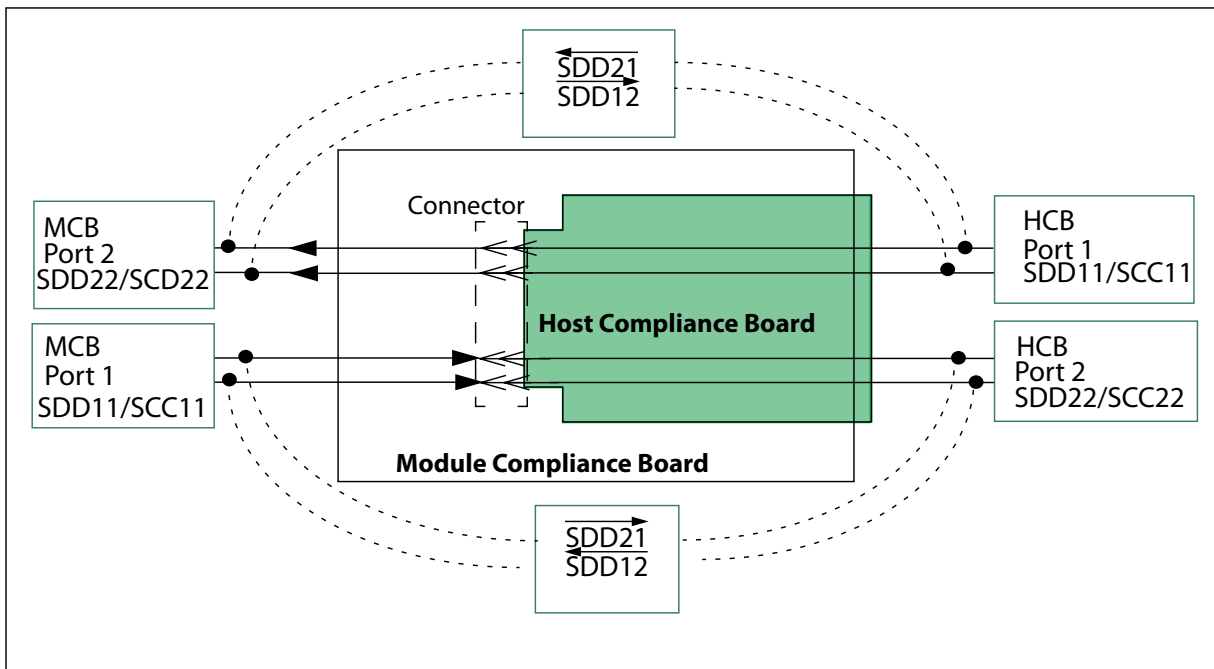 SDD21
SDD12
Connector
MCB
Port 2
SDD22/SCD22
HCB
Port 1
SDD11/SCC11
Host Compliance Board
MCB
Port 1
SDD11/SCC11
HCB
Port 2
SDD22/SCC22
Module Compliance Board
SDD21
SDD12